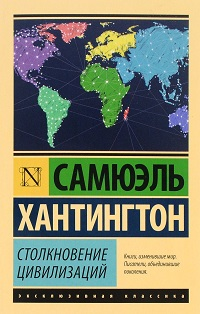 N
САМЮЭЛЬ
ХАНТИНГТОН
СТОЛКНОВЕНИЕ
ЦИВИЛИЗАЦИЙ
Книги, изменившие мир.
Писатели, объединившие
поколения.
ЭКСКЛЮЗИВНАЯ КЛАССИКА